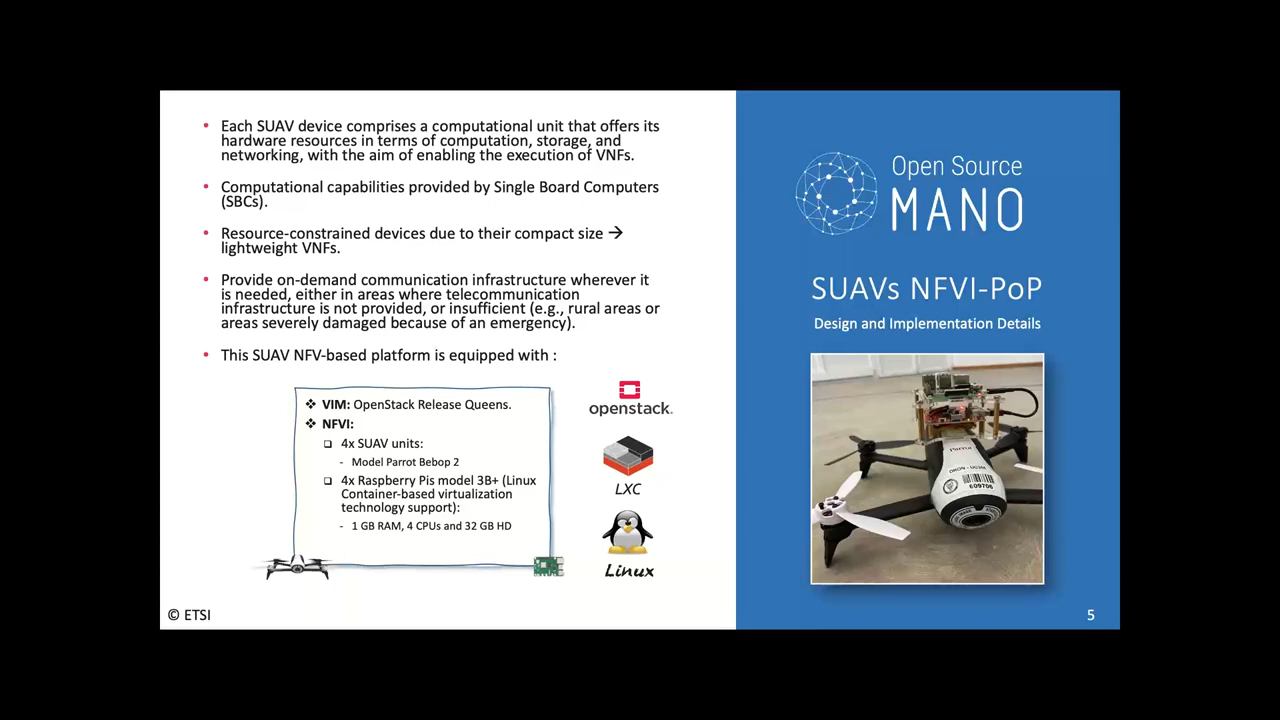 • Each SUAV device comprises a computational unit that offers its
hardware resources in terms of computation, storage, and
networking, with the aim of enabling the execution of VNFs.
• Computational capabilities provided by Single Board Computers
(SBCs).
• Resource-constrained devices due to their compact size →
lightweight VNFs.
• Provide on-demand communication infrastructure wherever it
is needed, either in areas where telecommunication
infrastructure is not provided, or insufficient (e.g., rural areas or
areas severely damaged because of an emergency).
• This SUAV NFV-based platform is equipped with :
❖ VIM: OpenStack Release Queens.
❖ NFVI:
❑ 4x SUAV units:
- Model Parrot Bebop 2
❑ 4x Raspberry Pis model 3B+ (Linux
Container-based virtualization
technology support):
- 1 GB RAM, 4 CPUs and 32 GB HD
openstack.
LXC
Linux
© ETSI
Open Source
MANO
SUAVs NFVI-PoP
Design and Implementation Details
Parrot
609706
5